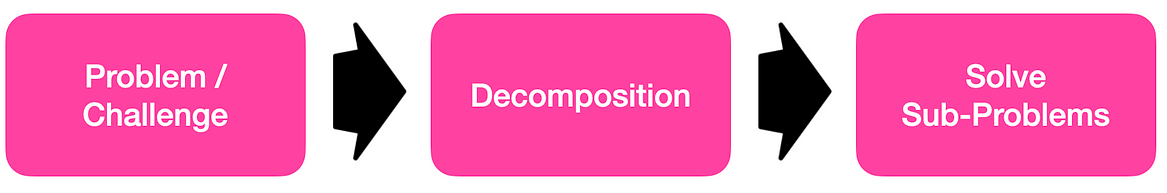 Problem /
Challenge
Decomposition
Solve
Sub-Problems